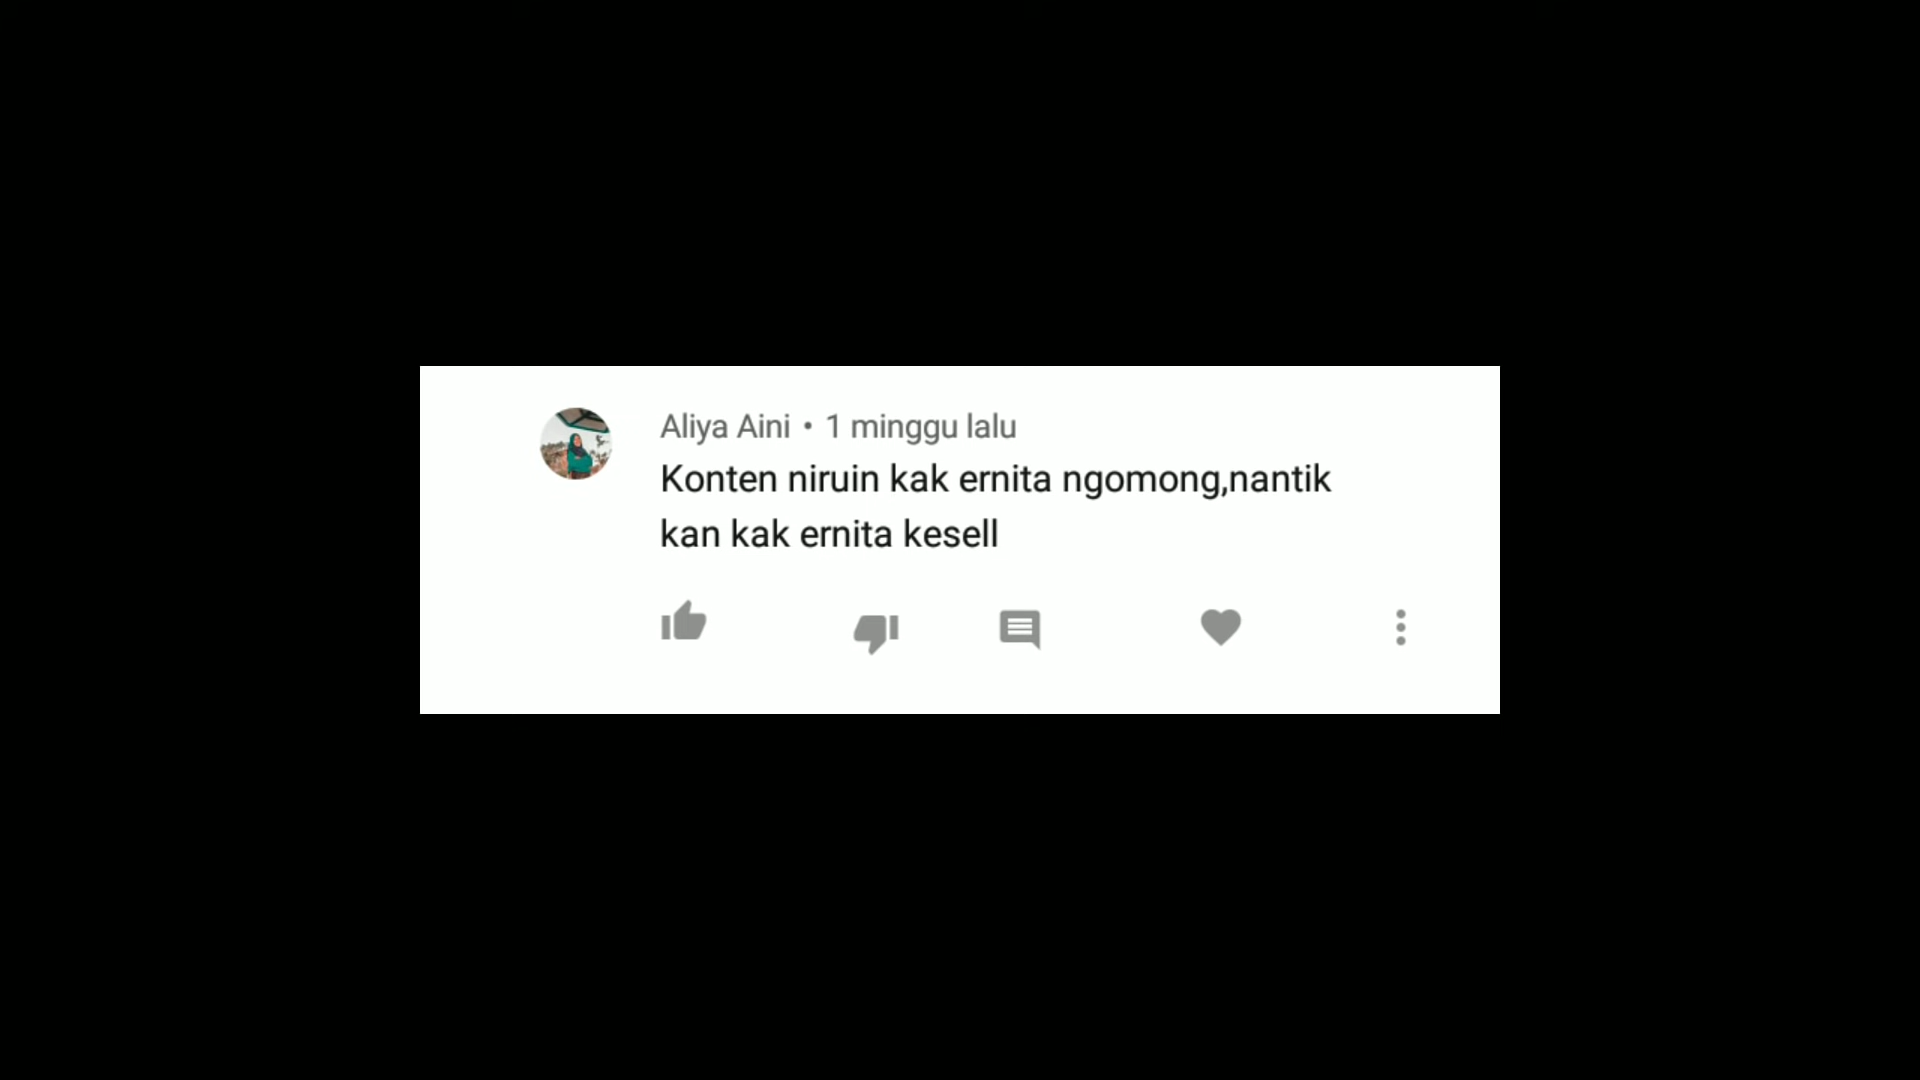 Aliya Aini • 1 minggu lalu
Konten niruin kak ernita ngomong,nantik
kan kak ernita kesell